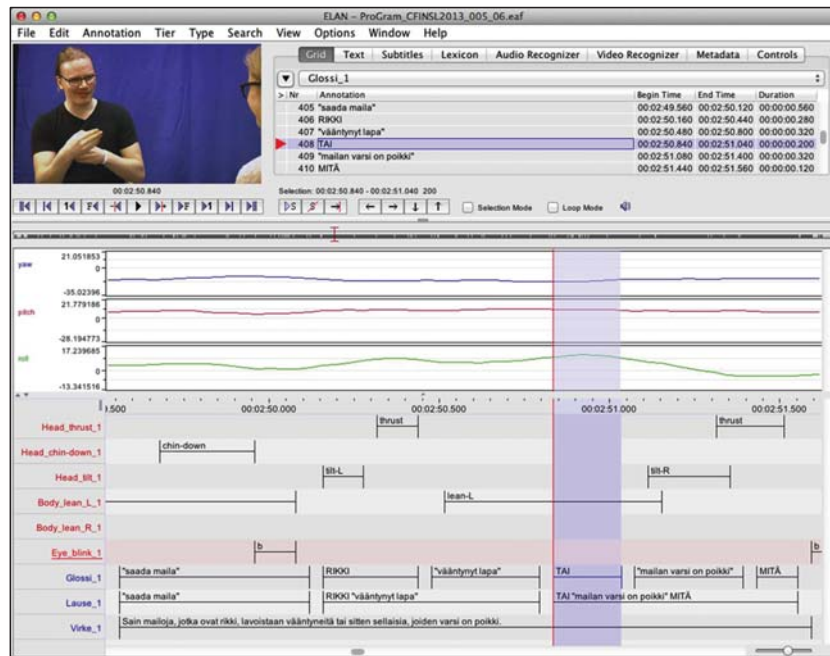 ELAN - ProGram_CFINSL2013_005_06.eaf
File Edit Annotation Tier Type Search View Options Window Help
Grid Text Subtitles Lexicon Audio Recognizer Video Recognizer Metadata Controls
Glossi_1
> Nr Annotation Begin Time End Time Duration
405 "saada maila" 00:02:49.560 00:02:50.120 00:00:00.560
406 RIKKI 00:02:50.160 00:02:50.440 00:00:00.280
407 "vääntynyt lapa" 00:02:50.480 00:02:50.800 00:00:00.320
408 TAI 00:02:50.840 00:02:51.040 00:00:00.200
409 "mailan varsi on poikki" 00:02:51.080 00:02:51.400 00:00:00.320
410 MITÄ 00:02:51.440 00:02:51.560 00:00:00.120
00:02:50.840 Selection: 00:02:50.840 - 00:02:51.040 200
Selection Mode Loop Mode
yaw 21.051853
0
-35.02396
pitch 21.779186
0
-28.194773
roll 17.239685
0
-13.341516
1.500 00:02:50.000 00:02:50.500 00:02:51.000 00:02:51.500
Head_thrust_1 thrust thrust
Head_chin-down_1 chin-down
Head_tilt_1 tilt-L tilt-R
Body_lean_L_1 lean-L
Body_lean_R_1
Eye_blink_1 b b
Glossi_1 "saada maila" RIKKI "vääntynyt lapa" TAI "mailan varsi on poikki" MITÄ
Lause_1 "saada maila" RIKKI "vääntynyt lapa" TAI "mailan varsi on poikki" MITÄ
Virke_1 Sain mailoja, jotka ovat rikki, lavoistaan vääntyneitä tai sitten sellaisia, joiden varsi on poikki.